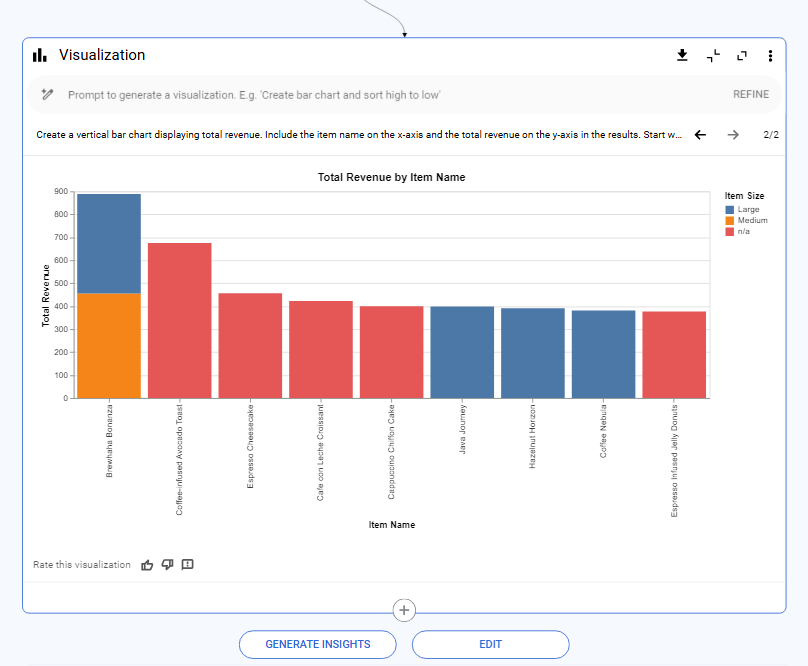 Visualization
Prompt to generate a visualization. E.g. 'Create bar chart and sort high to low'
REFINE
Create a vertical bar chart displaying total revenue. Include the item name on the x-axis and the total revenue on the y-axis in the results. Start w...
2/2
Total Revenue by Item Name
Item Size
Large
Medium
n/a
Total Revenue
900
800
700
600
500
400
300
200
100
0
Brewhaha Bonanza
Coffee-infused Avocado Toast
Espresso Cheesecake
Cafe con Leche Croissant
Cappuccino Chiffon Cake
Java Journey
Hazelnut Horizon
Coffee Nebula
Espresso Infused Jelly Donuts
Item Name
Rate this visualization
GENERATE INSIGHTS
EDIT